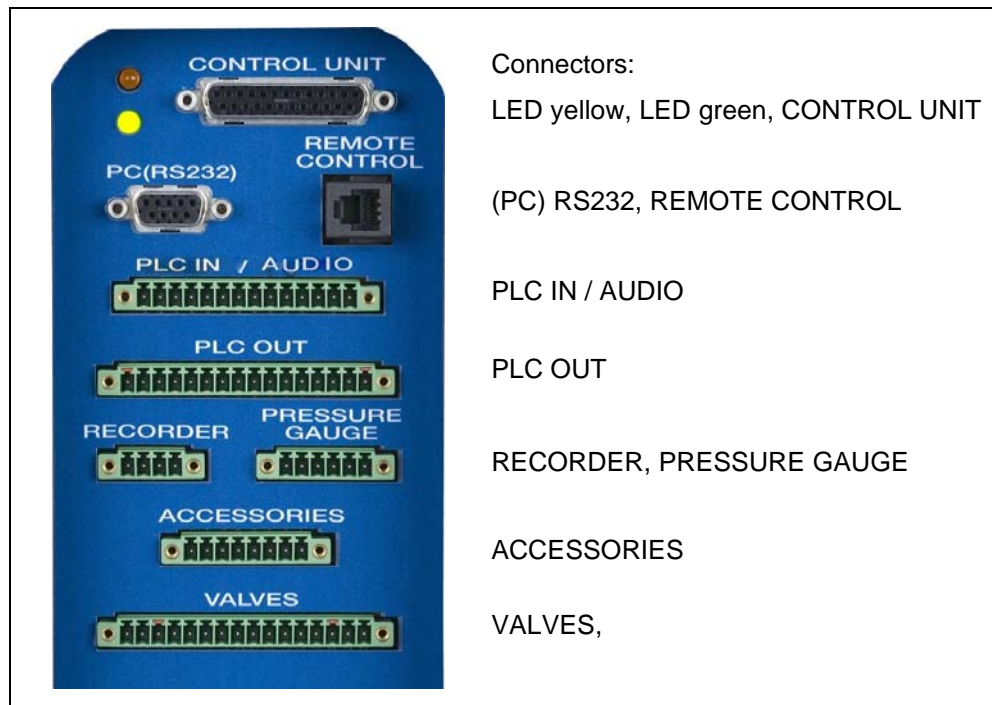 CONTROL UNIT
REMOTE
CONTROL
PC(RS232)
PLC IN / AUDIO
PLC OUT
PRESSURE
GAUGE
RECORDER
ACCESSORIES
VALVES
Connectors:
LED yellow, LED green, CONTROL UNIT
(PC) RS232, REMOTE CONTROL
PLC IN / AUDIO
PLC OUT
RECORDER, PRESSURE GAUGE
ACCESSORIES
VALVES,